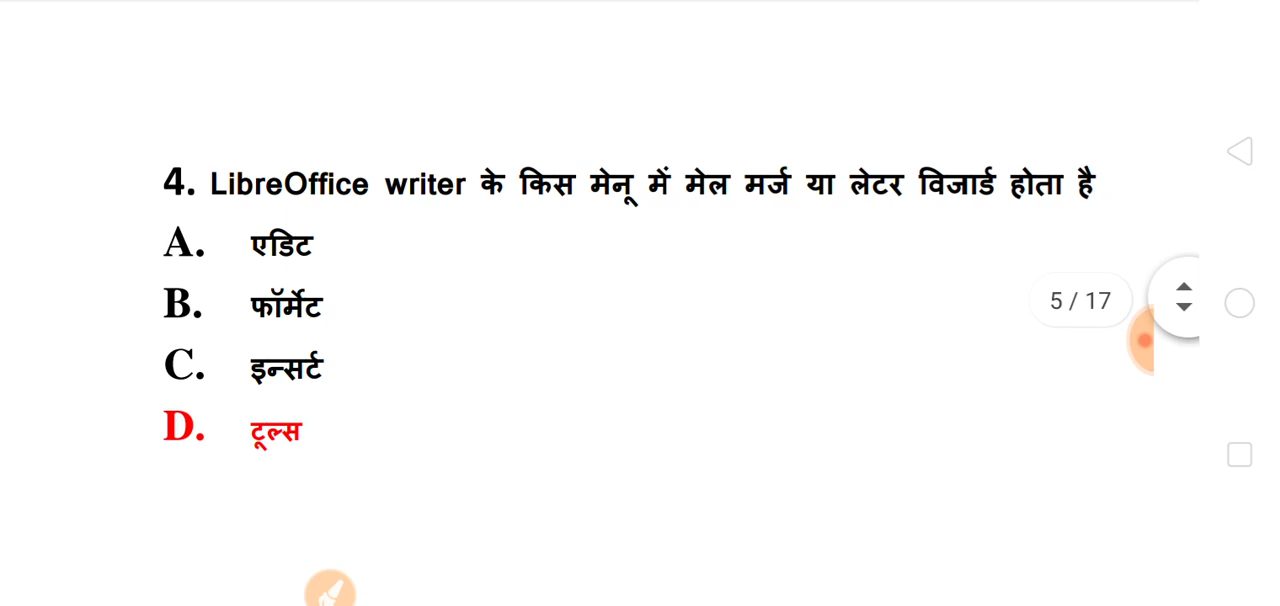 4. LibreOffice writer के किस मेनू में मेल मर्ज या लेटर विजार्ड होता है
A. एडिट
B. फॉर्मेट
5 / 17
C. इन्सर्ट
D. टूल्स